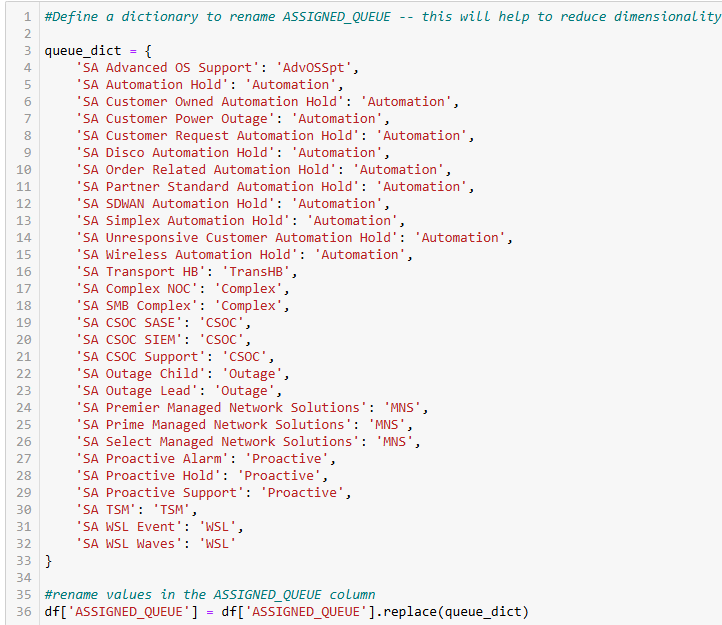 1 #Define a dictionary to rename ASSIGNED_QUEUE -- this will help to reduce dimensionality
2
3 queue_dict = {
4     'SA Advanced OS Support': 'AdvOSSpt',
5     'SA Automation Hold': 'Automation',
6     'SA Customer Owned Automation Hold': 'Automation',
7     'SA Customer Power Outage': 'Automation',
8     'SA Customer Request Automation Hold': 'Automation',
9     'SA Disco Automation Hold': 'Automation',
10     'SA Order Related Automation Hold': 'Automation',
11     'SA Partner Standard Automation Hold': 'Automation',
12     'SA SDWAN Automation Hold': 'Automation',
13     'SA Simplex Automation Hold': 'Automation',
14     'SA Unresponsive Customer Automation Hold': 'Automation',
15     'SA Wireless Automation Hold': 'Automation',
16     'SA Transport HB': 'TransHB',
17     'SA Complex NOC': 'Complex',
18     'SA SMB Complex': 'Complex',
19     'SA CSOC SASE': 'CSOC',
20     'SA CSOC SIEM': 'CSOC',
21     'SA CSOC Support': 'CSOC',
22     'SA Outage Child': 'Outage',
23     'SA Outage Lead': 'Outage',
24     'SA Premier Managed Network Solutions': 'MNS',
25     'SA Prime Managed Network Solutions': 'MNS',
26     'SA Select Managed Network Solutions': 'MNS',
27     'SA Proactive Alarm': 'Proactive',
28     'SA Proactive Hold': 'Proactive',
29     'SA Proactive Support': 'Proactive',
30     'SA TSM': 'TSM',
31     'SA WSL Event': 'WSL',
32     'SA WSL Waves': 'WSL'
33 }
34
35 #rename values in the ASSIGNED_QUEUE column
36 df['ASSIGNED_QUEUE'] = df['ASSIGNED_QUEUE'].replace(queue_dict)